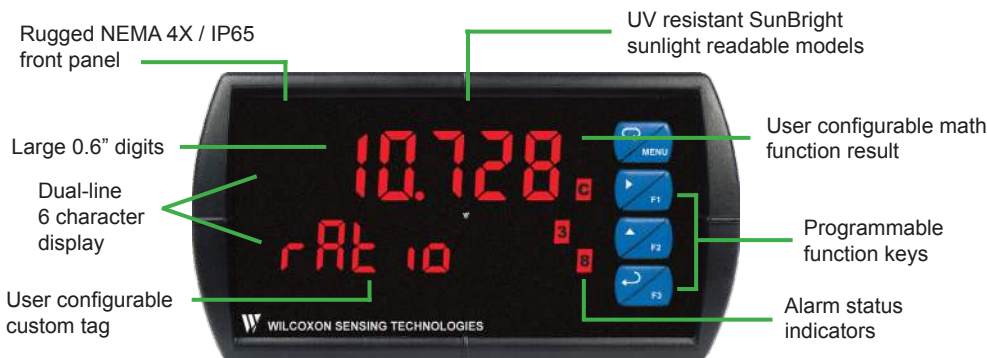 Rugged NEMA 4X / IP65
front panel
UV resistant SunBright
sunlight readable models
Large 0.6” digits
10.728
User configurable math
function result
MENU
C
F1
Dual-line
6 character
display
3
F2
Programmable
function keys
rAtio
8
F3
User configurable
custom tag
Alarm status
indicators
W WILCOXON SENSING TECHNOLOGIES